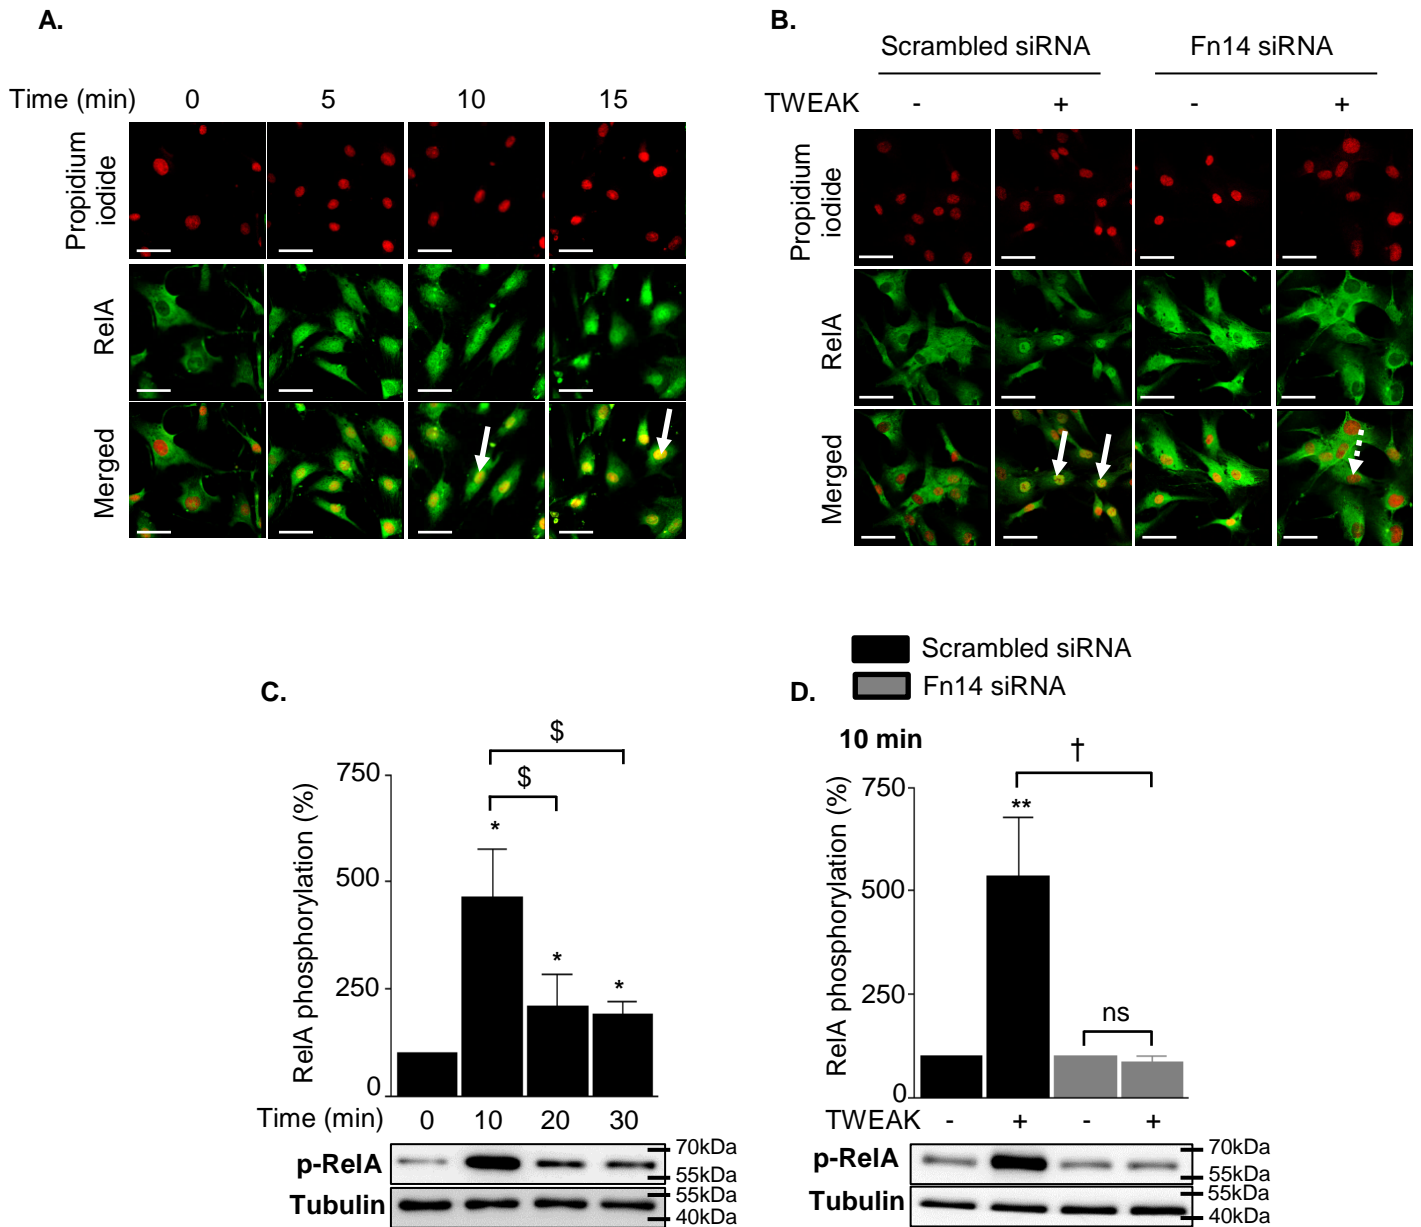 A.
Time (min) 0 5 10 15
Propidium
iodide
RelA
Merged
B.
Scrambled siRNA Fn14 siRNA
TWEAK - + - +
Propidium
iodide
RelA
Merged
C.
$
$
RelA phosphorylation (%)
750
500
250
0
*
*
*
Time (min) 0 10 20 30
p-RelA
70kDa
55kDa
Tubulin
55kDa
40kDa
Scrambled siRNA
Fn14 siRNA
D.
10 min
†
RelA phosphorylation (%)
750
500
250
0
**
ns
TWEAK - + - +
p-RelA
70kDa
55kDa
Tubulin
55kDa
40kDa